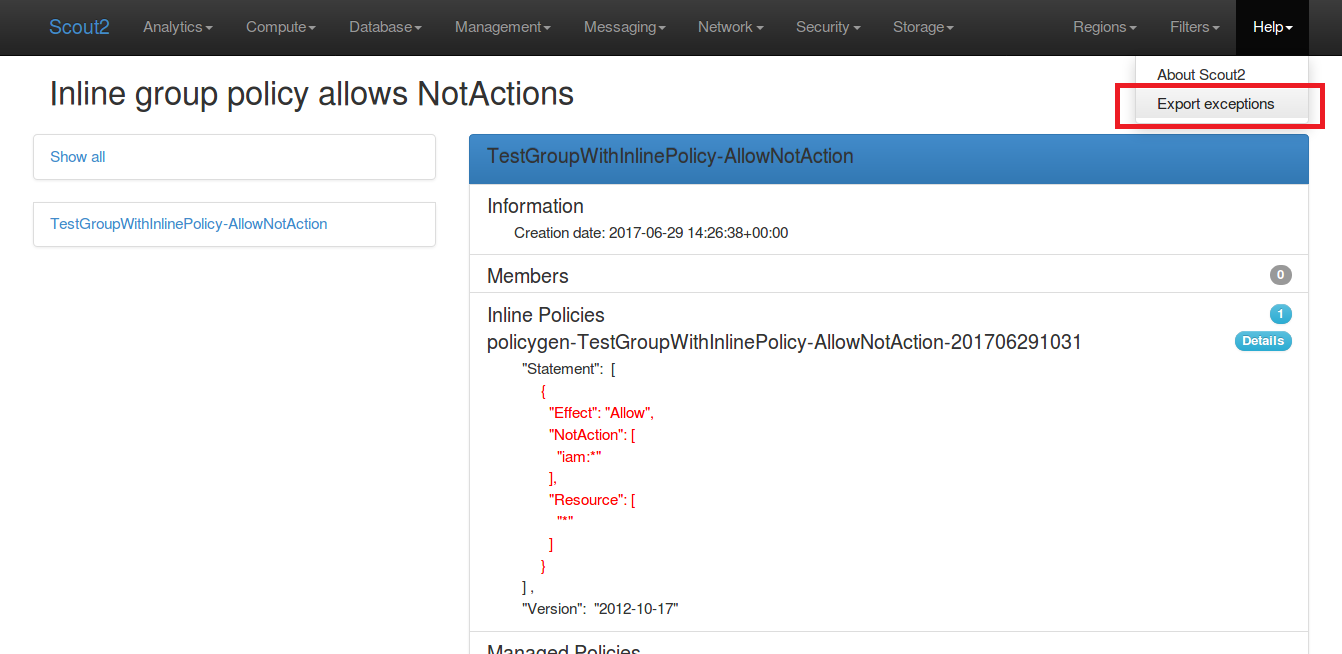 Scout2 Analytics Compute Database Management Messaging Network Security Storage Regions Filters Help
About Scout2
Export exceptions
Inline group policy allows NotActions
Show all
TestGroupWithInlinePolicy-AllowNotAction
TestGroupWithInlinePolicy-AllowNotAction
Information
Creation date: 2017-06-29 14:26:38+00:00
Members 0
Inline Policies 1
policygen-TestGroupWithInlinePolicy-AllowNotAction-201706291031 Details
"Statement": [
{
"Effect": "Allow",
"NotAction": [
"iam:*"
],
"Resource": [
"*"
]
}
] ,
"Version": "2012-10-17"
Managed Policies